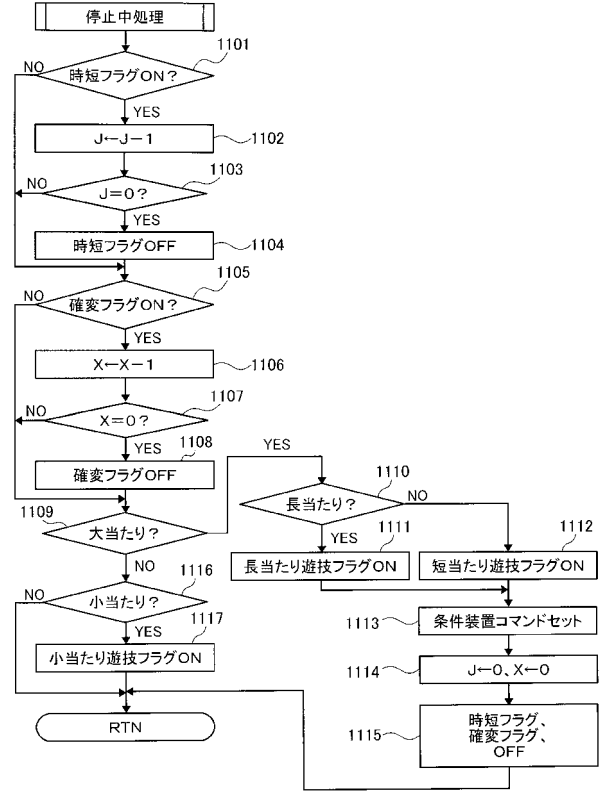 停止中処理
1101
時短フラグON?
NO
YES
J←J-1
1102
1103
J=0?
NO
YES
時短フラグOFF
1104
1105
確変フラグON?
NO
YES
X←X-1
1106
1107
X=0?
NO
YES
1108
確変フラグOFF
YES
1109
大当たり?
NO
1110
長当たり?
NO
YES
1111
長当たり遊技フラグON
1112
短当たり遊技フラグON
1113
条件装置コマンドセット
1114
J←0、X←0
1115
時短フラグ、
確変フラグ、
OFF
1116
小当たり?
NO
YES
1117
小当たり遊技フラグON
RTN